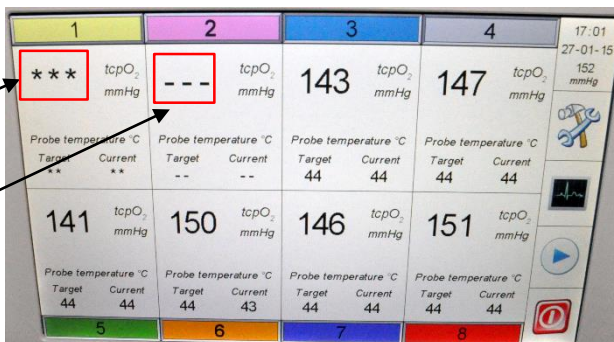 1 2 3 4 17:01
27-01-15
152
mmHg
*** tcpO2 mmHg
--- tcpO2 mmHg
143 tcpO2 mmHg
147 tcpO2 mmHg
Probe temperature °C Probe temperature °C Probe temperature °C Probe temperature °C
Target Current Target Current Target Current Target Current
** ** -- -- 44 44 44 44
141 tcpO2 mmHg
150 tcpO2 mmHg
146 tcpO2 mmHg
151 tcpO2 mmHg
Probe temperature °C Probe temperature °C Probe temperature °C Probe temperature °C
Target Current Target Current Target Current Target Current
44 44 44 43 44 44 44 44
5 6 7 8